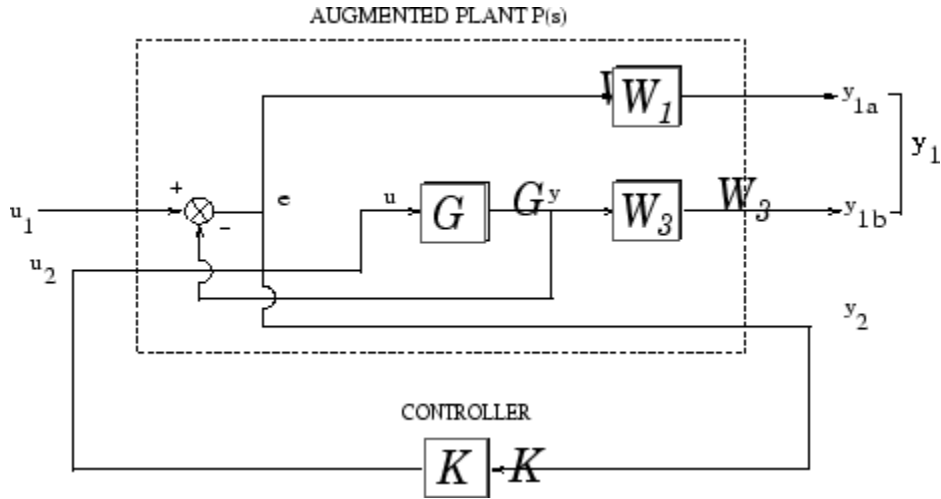 AUGMENTED PLANT P(s)
W₁
y₁ₐ
y₁
+
e
u
G
G
y
W₃
W₃
y₁b
u₁
-
u₂
y₂
CONTROLLER
K
K